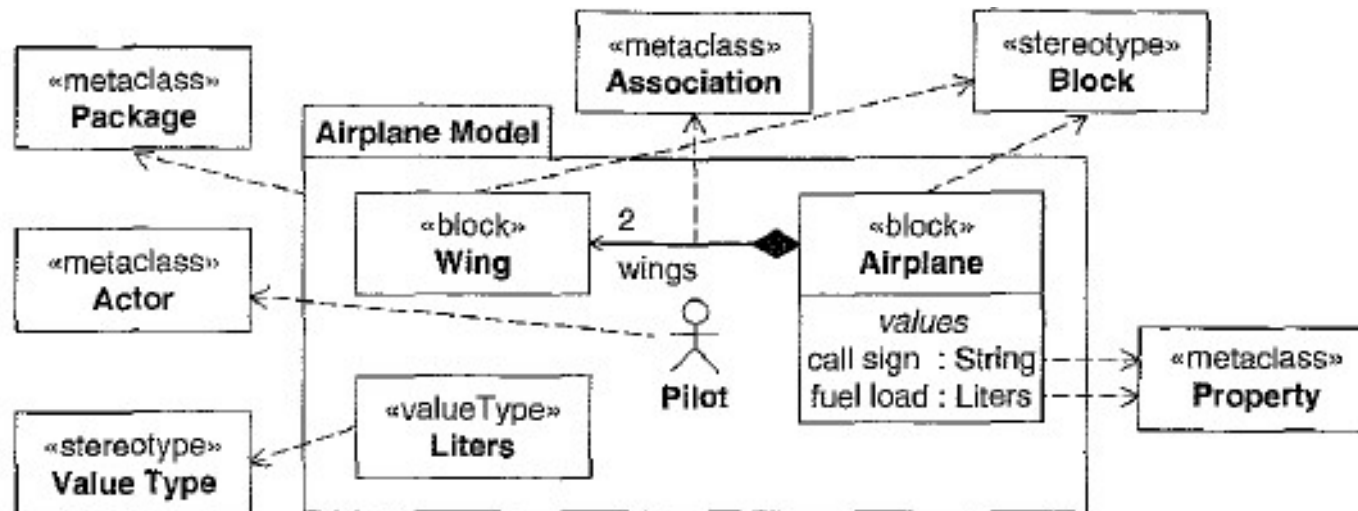 «metaclass»
Package
«metaclass»
Association
«stereotype»
Block
Airplane Model
«metaclass»
Actor
«block»
Wing
2
wings
«block»
Airplane
values
call sign : String
fuel load : Liters
Pilot
«metaclass»
Property
«stereotype»
Value Type
«valueType»
Liters